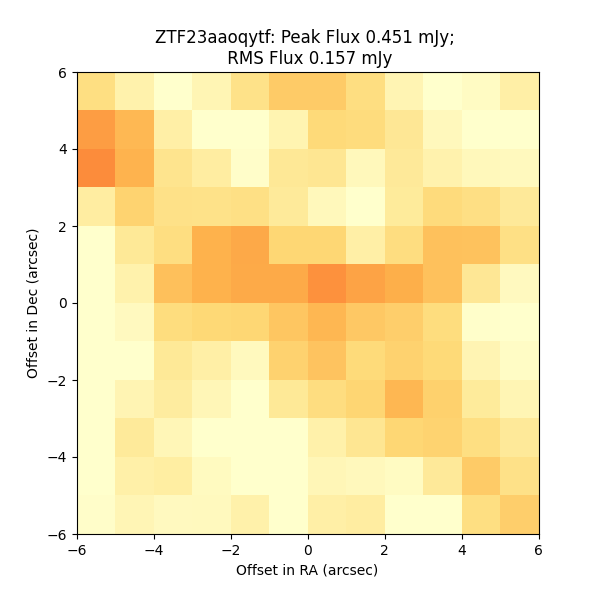 ZTF23aaoqytf: Peak Flux 0.451 mJy;
RMS Flux 0.157 mJy
6
4
2
0
−2
−4
−6
Offset in Dec (arcsec)
−6 −4 −2 0 2 4 6
Offset in RA (arcsec)